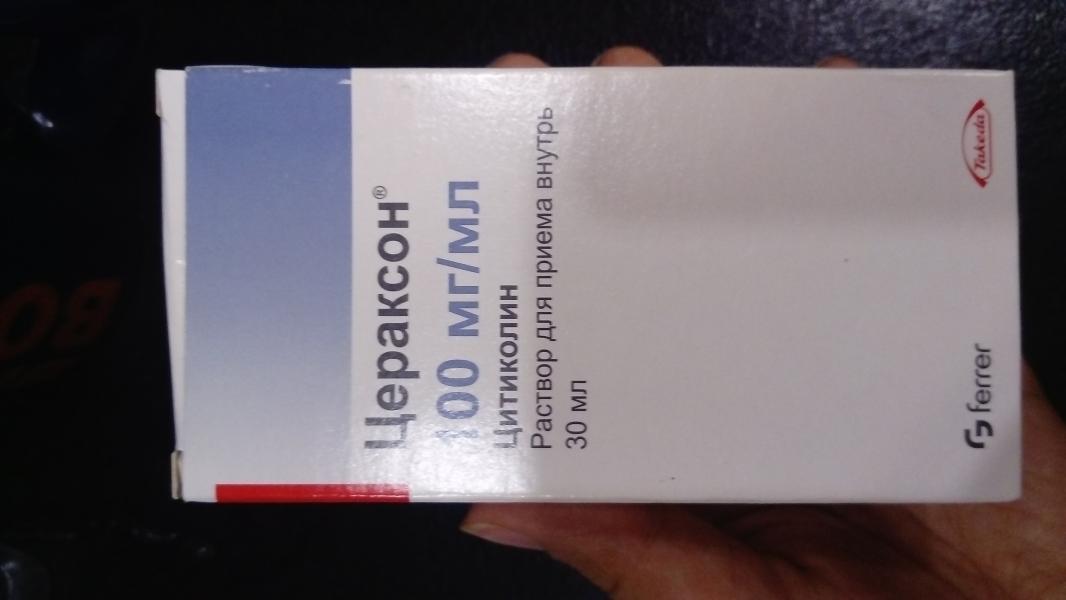 Цераксон®
100 мг/мл
Цитиколин
Раствор для приема внутрь
30 мл
ferrer
Takeda